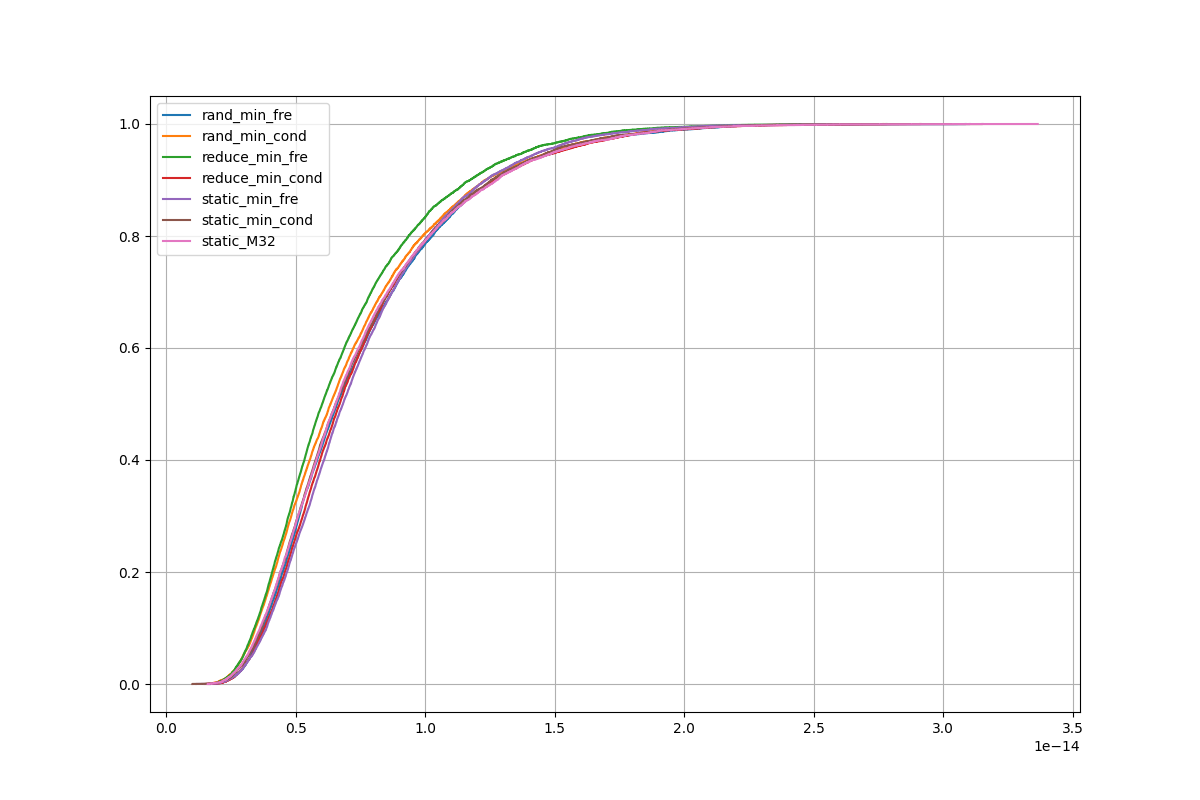 rand_min_fre
rand_min_cond
reduce_min_fre
reduce_min_cond
static_min_fre
static_min_cond
static_M32
1.0
0.8
0.6
0.4
0.2
0.0
0.0 0.5 1.0 1.5 2.0 2.5 3.0 3.5
1e−14